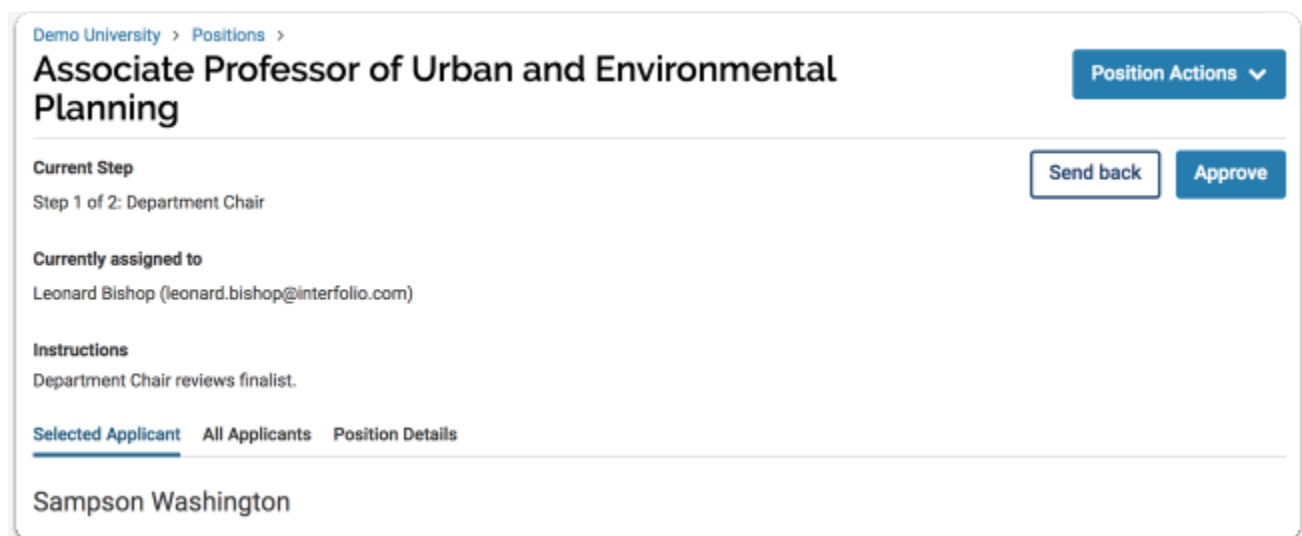 Demo University > Positions >
Associate Professor of Urban and Environmental
Planning
Position Actions
Current Step
Send back
Approve
Step 1 of 2: Department Chair
Currently assigned to
Leonard Bishop (leonard.bishop@interfolio.com)
Instructions
Department Chair reviews finalist.
Selected Applicant All Applicants Position Details
Sampson Washington